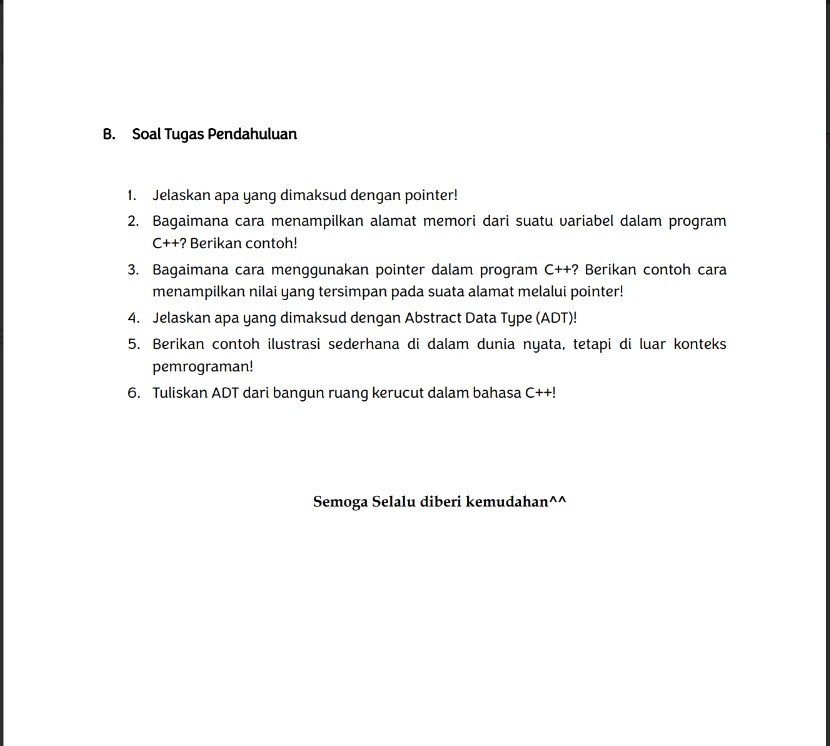 B. Soal Tugas Pendahuluan
1. Jelaskan apa yang dimaksud dengan pointer!
2. Bagaimana cara menampilkan alamat memori dari suatu variabel dalam program
C++? Berikan contoh!
3. Bagaimana cara menggunakan pointer dalam program C++? Berikan contoh cara
menampilkan nilai yang tersimpan pada suata alamat melalui pointer!
4. Jelaskan apa yang dimaksud dengan Abstract Data Type (ADT)!
5. Berikan contoh ilustrasi sederhana di dalam dunia nyata, tetapi di luar konteks
pemrograman!
6. Tuliskan ADT dari bangun ruang kerucut dalam bahasa C++!
Semoga Selalu diberi kemudahan^^